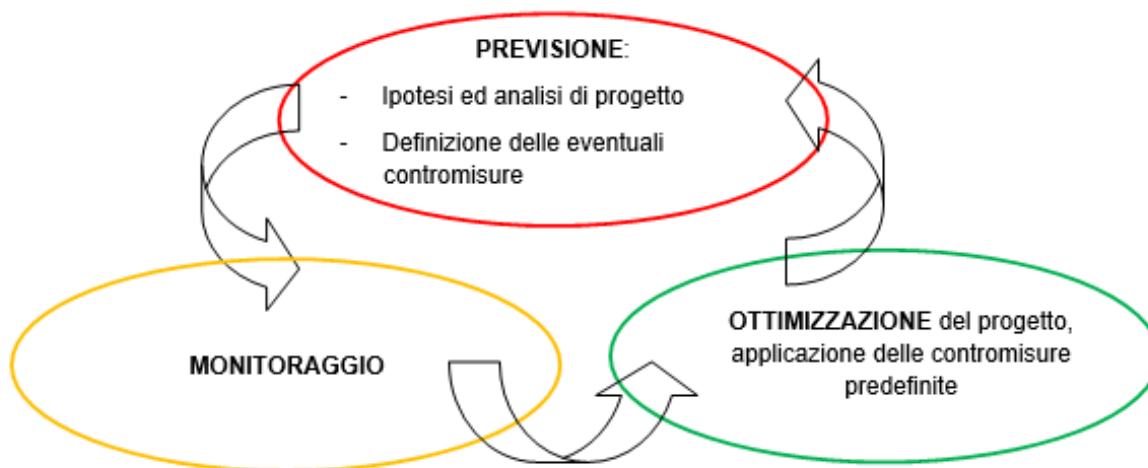 PREVISIONE:
- Ipotesi ed analisi di progetto
- Definizione delle eventuali
contromisure
MONITORAGGIO
OTTIMIZZAZIONE del progetto,
applicazione delle contromisure
predefinite